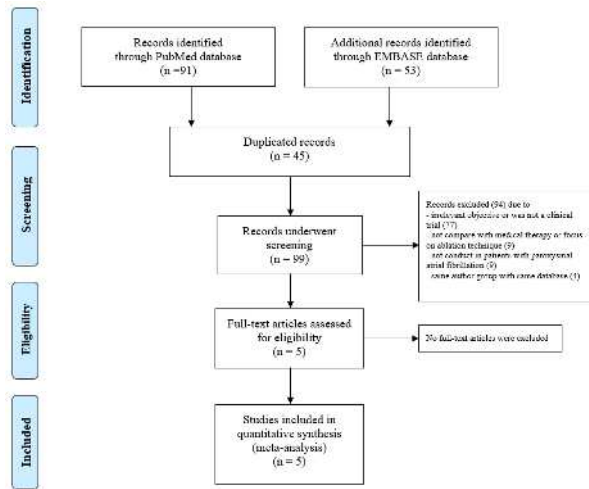 Identification
Records identified
through PubMed database
(n =91)
Additional records identified
through EMBASE database
(n = 53)
Duplicated records
(n = 45)
Screening
Records underwent
screening
(n = 99)
Records excluded (94) due to
- irrelevant objective or was not a clinical
trial (77)
- not compare with medical therapy or focus
on ablation technique (9)
- not conduct in patients with paroxysmal
atrial fibrillation (9)
same author group with same database (4)
Eligibility
Full-text articles assessed
for eligibility
(n = 5)
No full-text articles were excluded
Included
Studies included in
quantitative synthesis
(meta-analysis)
(n = 5)